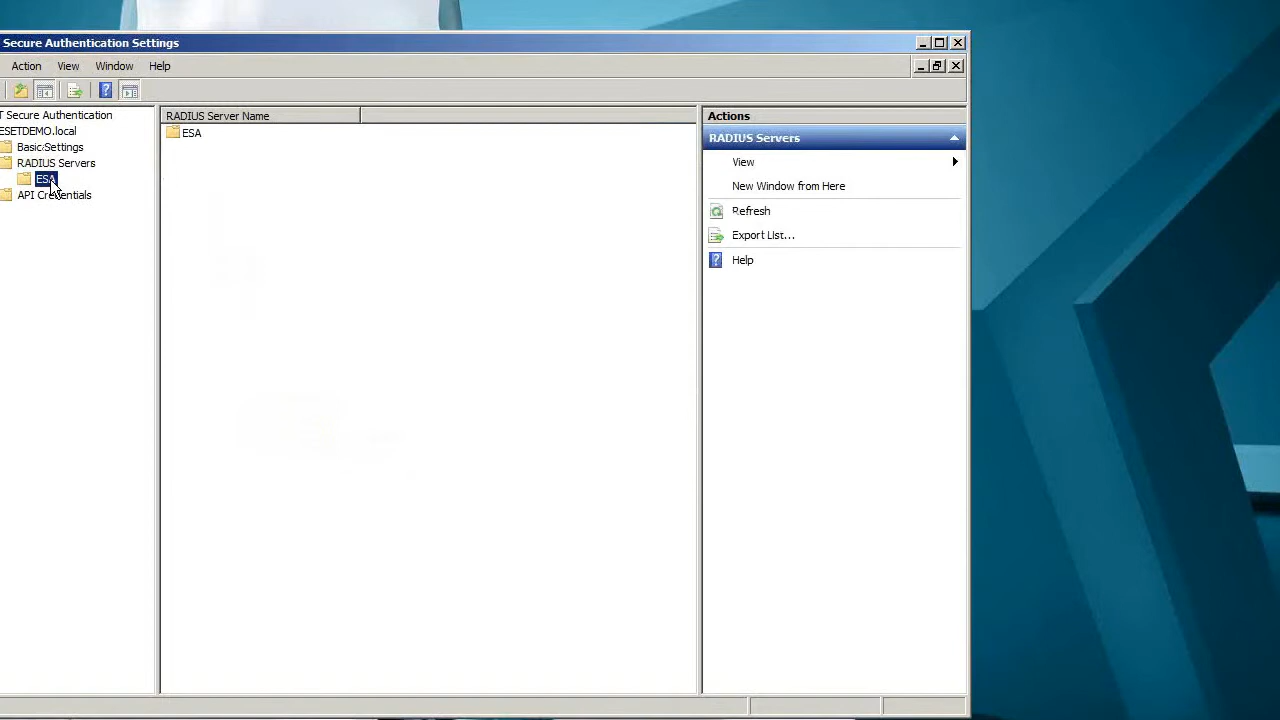 Secure Authentication Settings
Action View Window Help
T Secure Authentication
ESETDEMO.local
Basic Settings
RADIUS Servers
ESA
API Credentials
RADIUS Server Name
ESA
Actions
RADIUS Servers
View
New Window from Here
Refresh
Export List...
Help